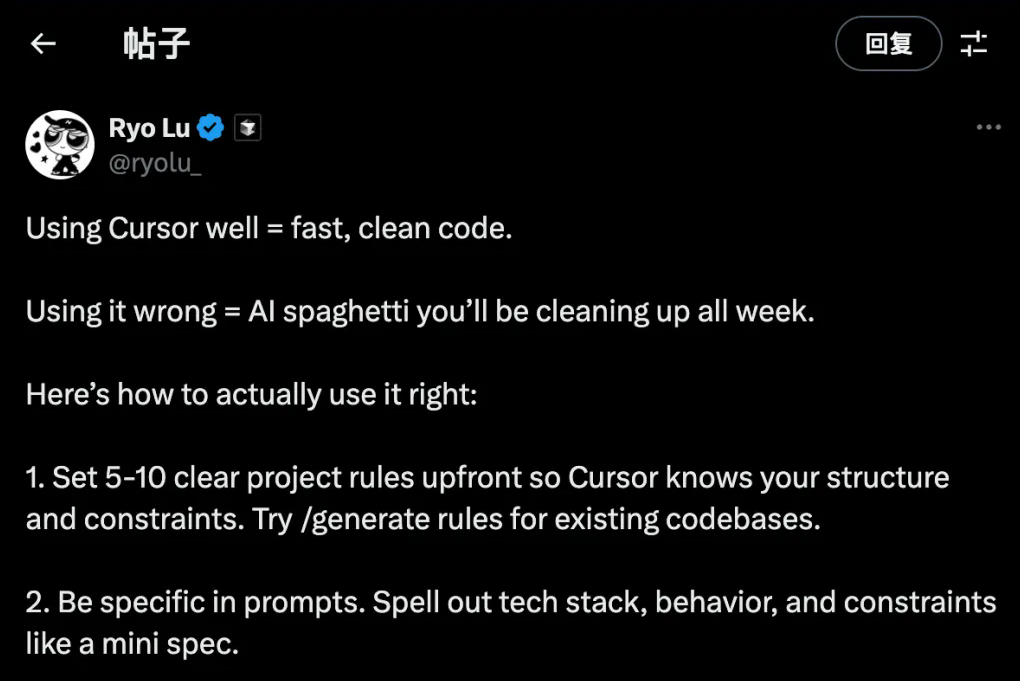 帖子
回复
Ryo Lu
@ryolu_
Using Cursor well = fast, clean code.
Using it wrong = AI spaghetti you’ll be cleaning up all week.
Here’s how to actually use it right:
1. Set 5-10 clear project rules upfront so Cursor knows your structure
and constraints. Try /generate rules for existing codebases.
2. Be specific in prompts. Spell out tech stack, behavior, and constraints
like a mini spec.